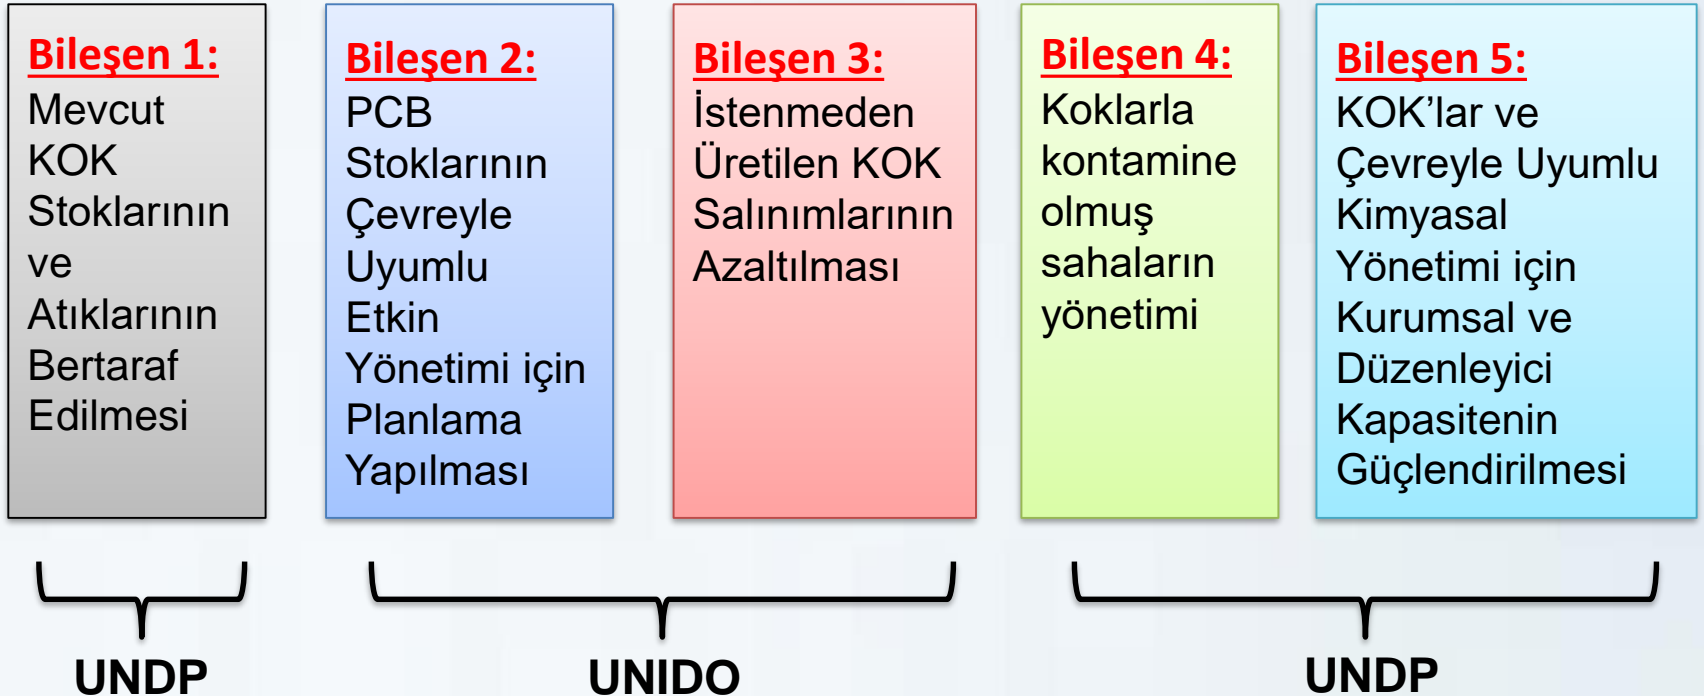 Bileşen 1:
Mevcut
KOK
Stoklarının
ve
Atıklarının
Bertaraf
Edilmesi
Bileşen 2:
PCB
Stoklarının
Çevreyle
Uyumlu
Etkin
Yönetimi için
Planlama
Yapılması
Bileşen 3:
İstenmeden
Üretilen KOK
Salınımlarının
Azaltılması
Bileşen 4:
Koklarla
kontamine
olmuş
sahaların
yönetimi
Bileşen 5:
KOK’lar ve
Çevreyle Uyumlu
Kimyasal
Yönetimi için
Kurumsal ve
Düzenleyici
Kapasitenin
Güçlendirilmesi
UNDP
UNIDO
UNDP